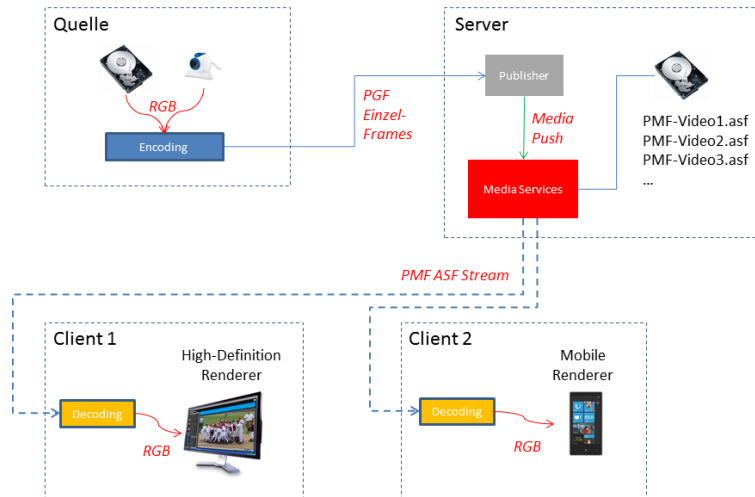 Quelle
RGB
Encoding
PGF
Einzel-
Frames
Server
Publisher
Media
Push
Media Services
PMF-Video1.asf
PMF-Video2.asf
PMF-Video3.asf
...
PMF ASF Stream
Client 1
High-Definition
Renderer
Decoding
RGB
Client 2
Mobile
Renderer
Decoding
RGB